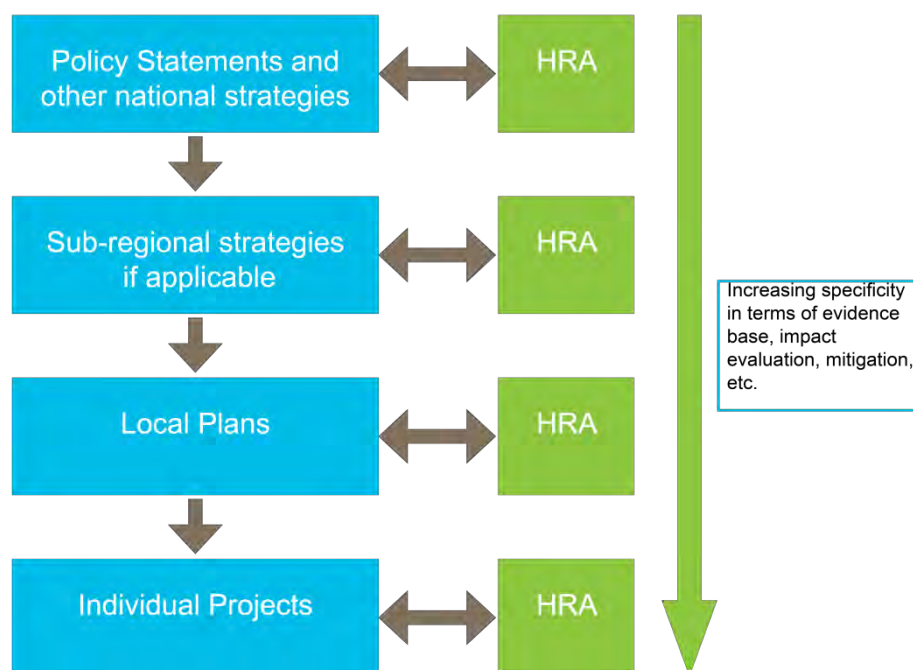 Policy Statements and
other national strategies
HRA
Sub-regional strategies
if applicable
HRA
Increasing specificity
in terms of evidence
base, impact
evaluation, mitigation,
etc.
Local Plans
HRA
Individual Projects
HRA